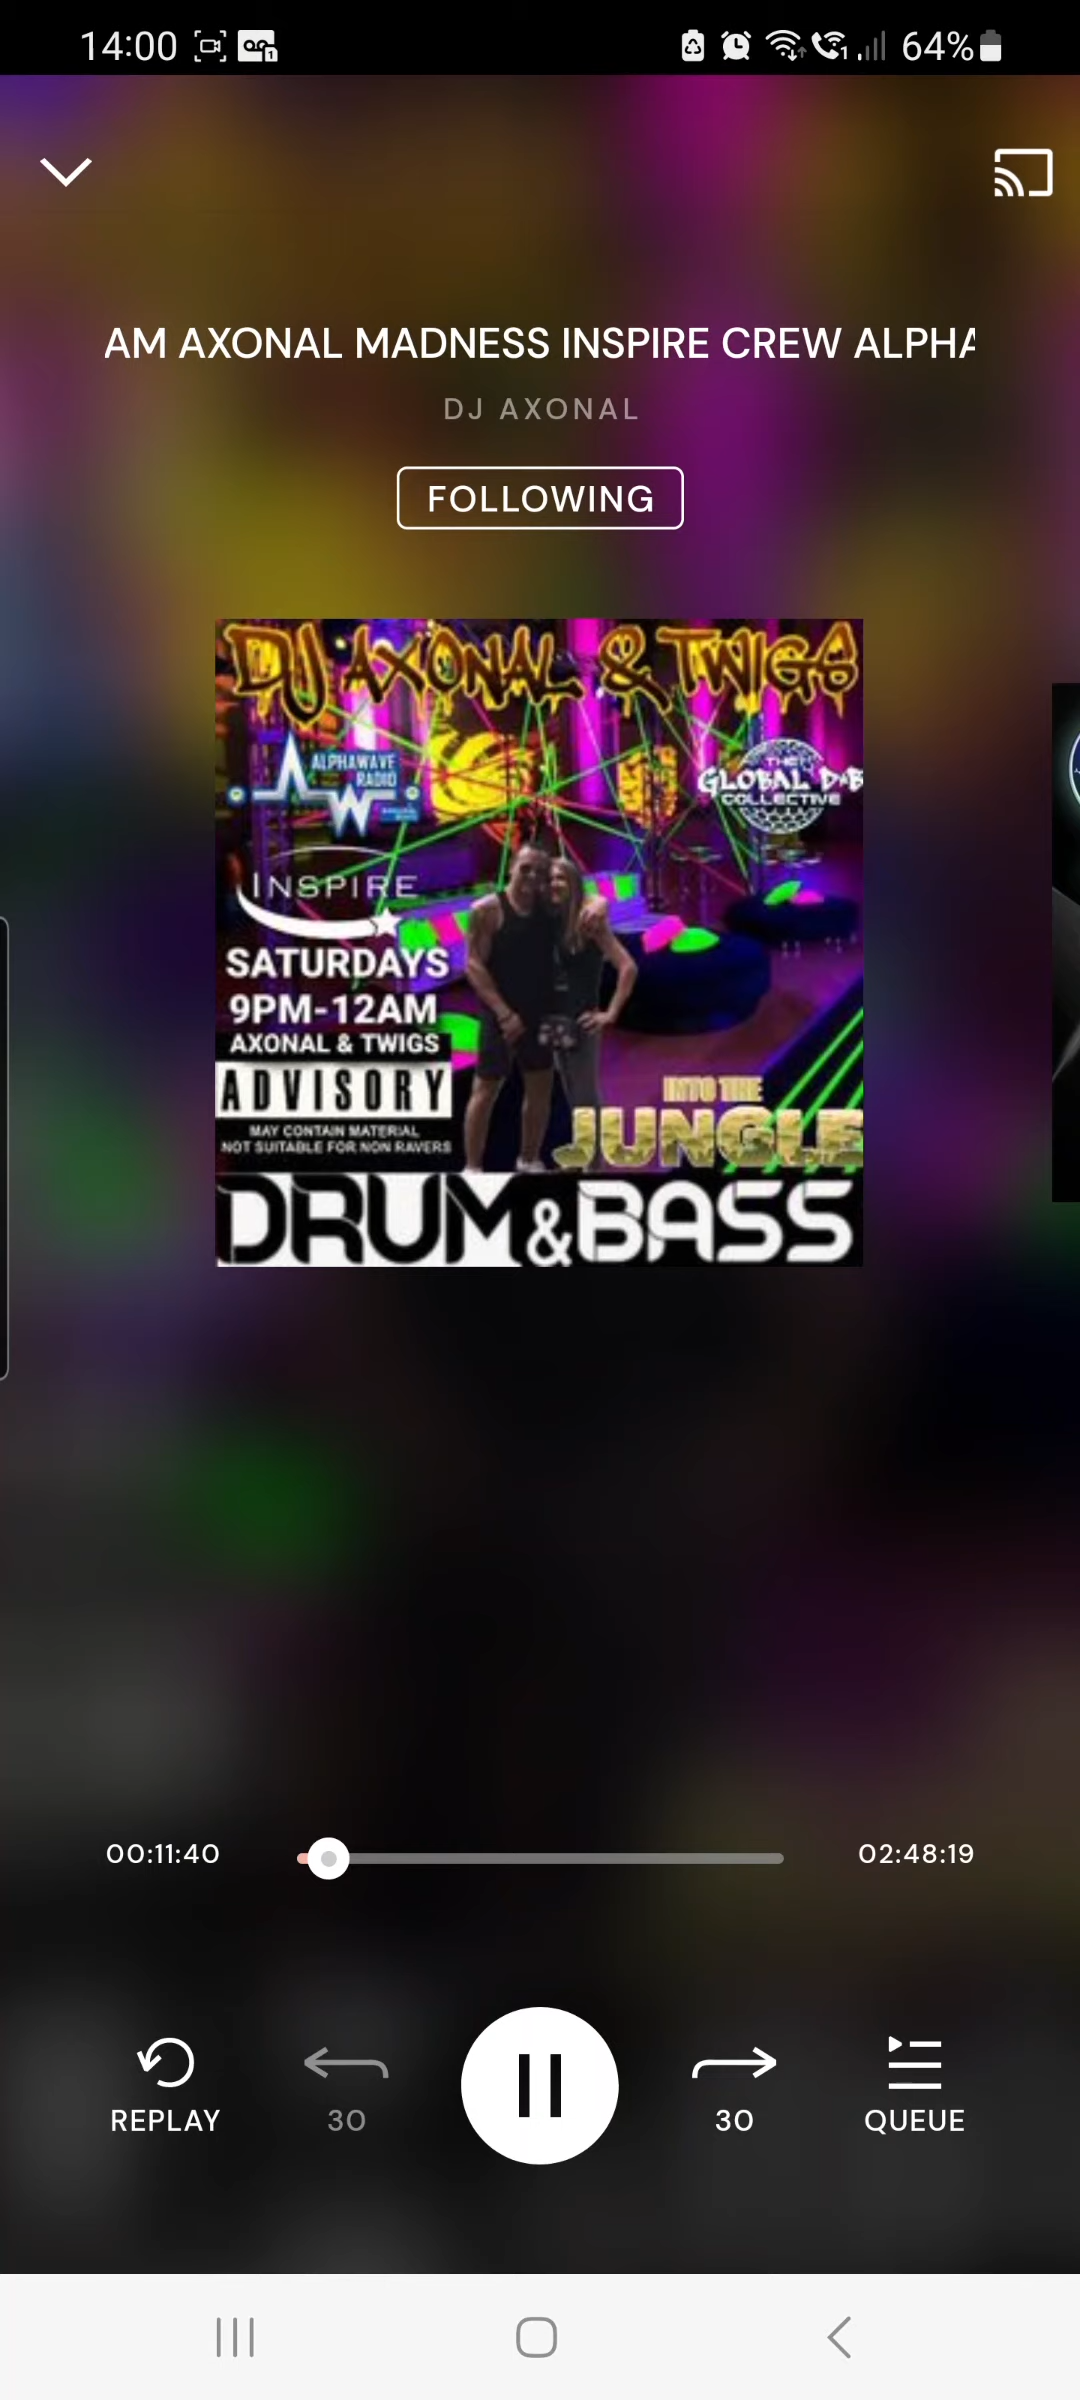 14:00
64%
AM AXONAL MADNESS INSPIRE CREW ALPHA
DJ AXONAL
FOLLOWING
DJ AXONAL & TWIGS
ALPHAWAVE
RADIO
THE
GLOBAL D&B
COLLECTIVE
INSPIRE
SATURDAYS
9PM-12AM
AXONAL & TWIGS
ADVISORY
MAY CONTAIN MATERIAL
NOT SUITABLE FOR NON RAVERS
INTO THE
JUNGLE
DRUM&BASS
00:11:40
02:48:19
REPLAY
30
30
QUEUE